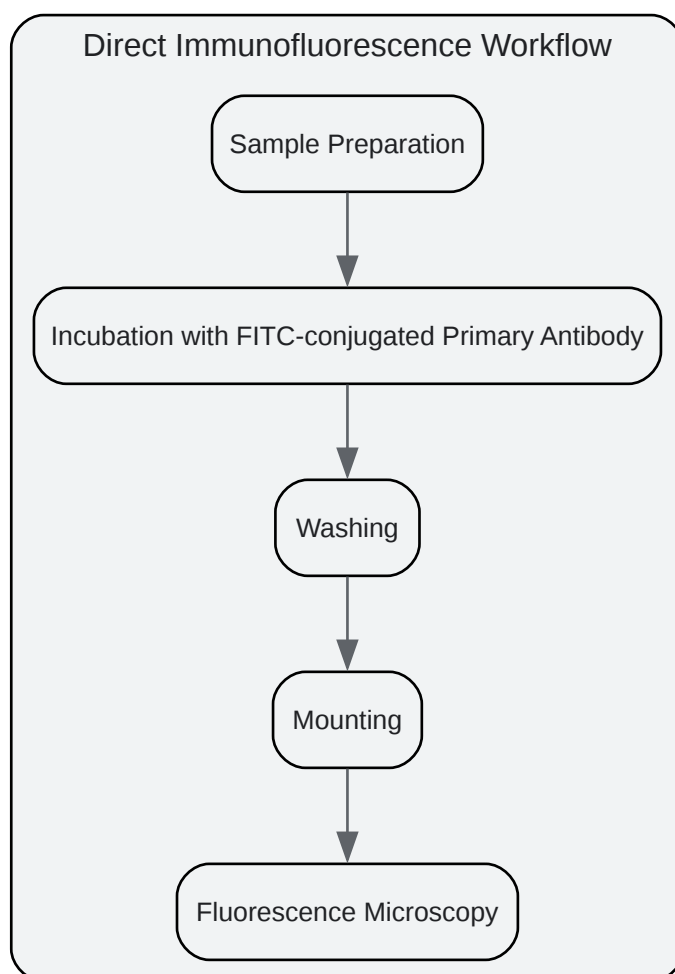 Direct Immunofluorescence Workflow
Sample Preparation
Incubation with FITC-conjugated Primary Antibody
Washing
Mounting
Fluorescence Microscopy